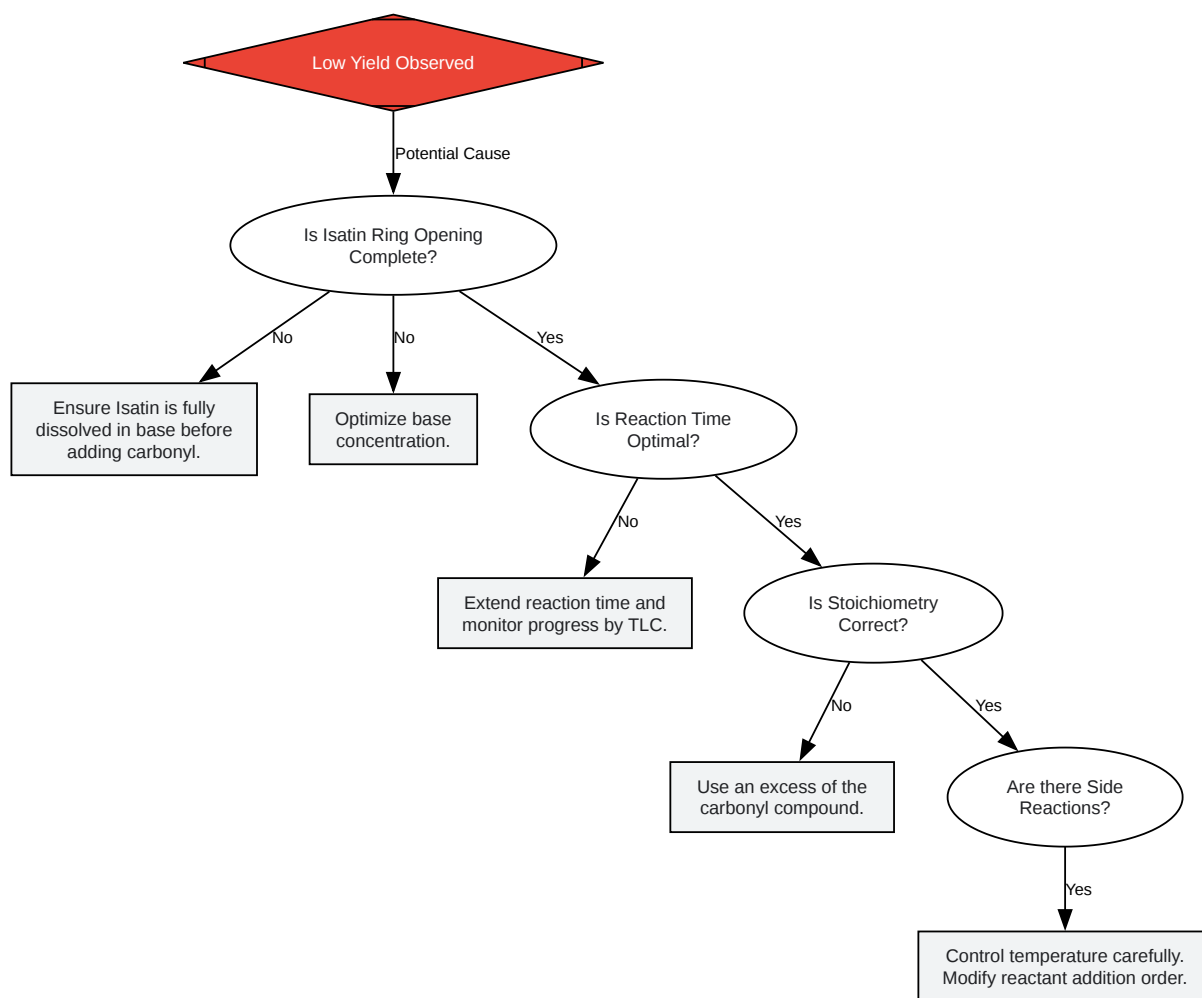 Low Yield Observed
Potential Cause
Is Isatin Ring Opening
Complete?
No
No
Yes
Ensure Isatin is fully
dissolved in base before
adding carbonyl.
Optimize base
concentration.
Is Reaction Time
Optimal?
No
Yes
Extend reaction time and
monitor progress by TLC.
Is Stoichiometry
Correct?
No
Yes
Use an excess of the
carbonyl compound.
Are there Side
Reactions?
Yes
Control temperature carefully.
Modify reactant addition order.